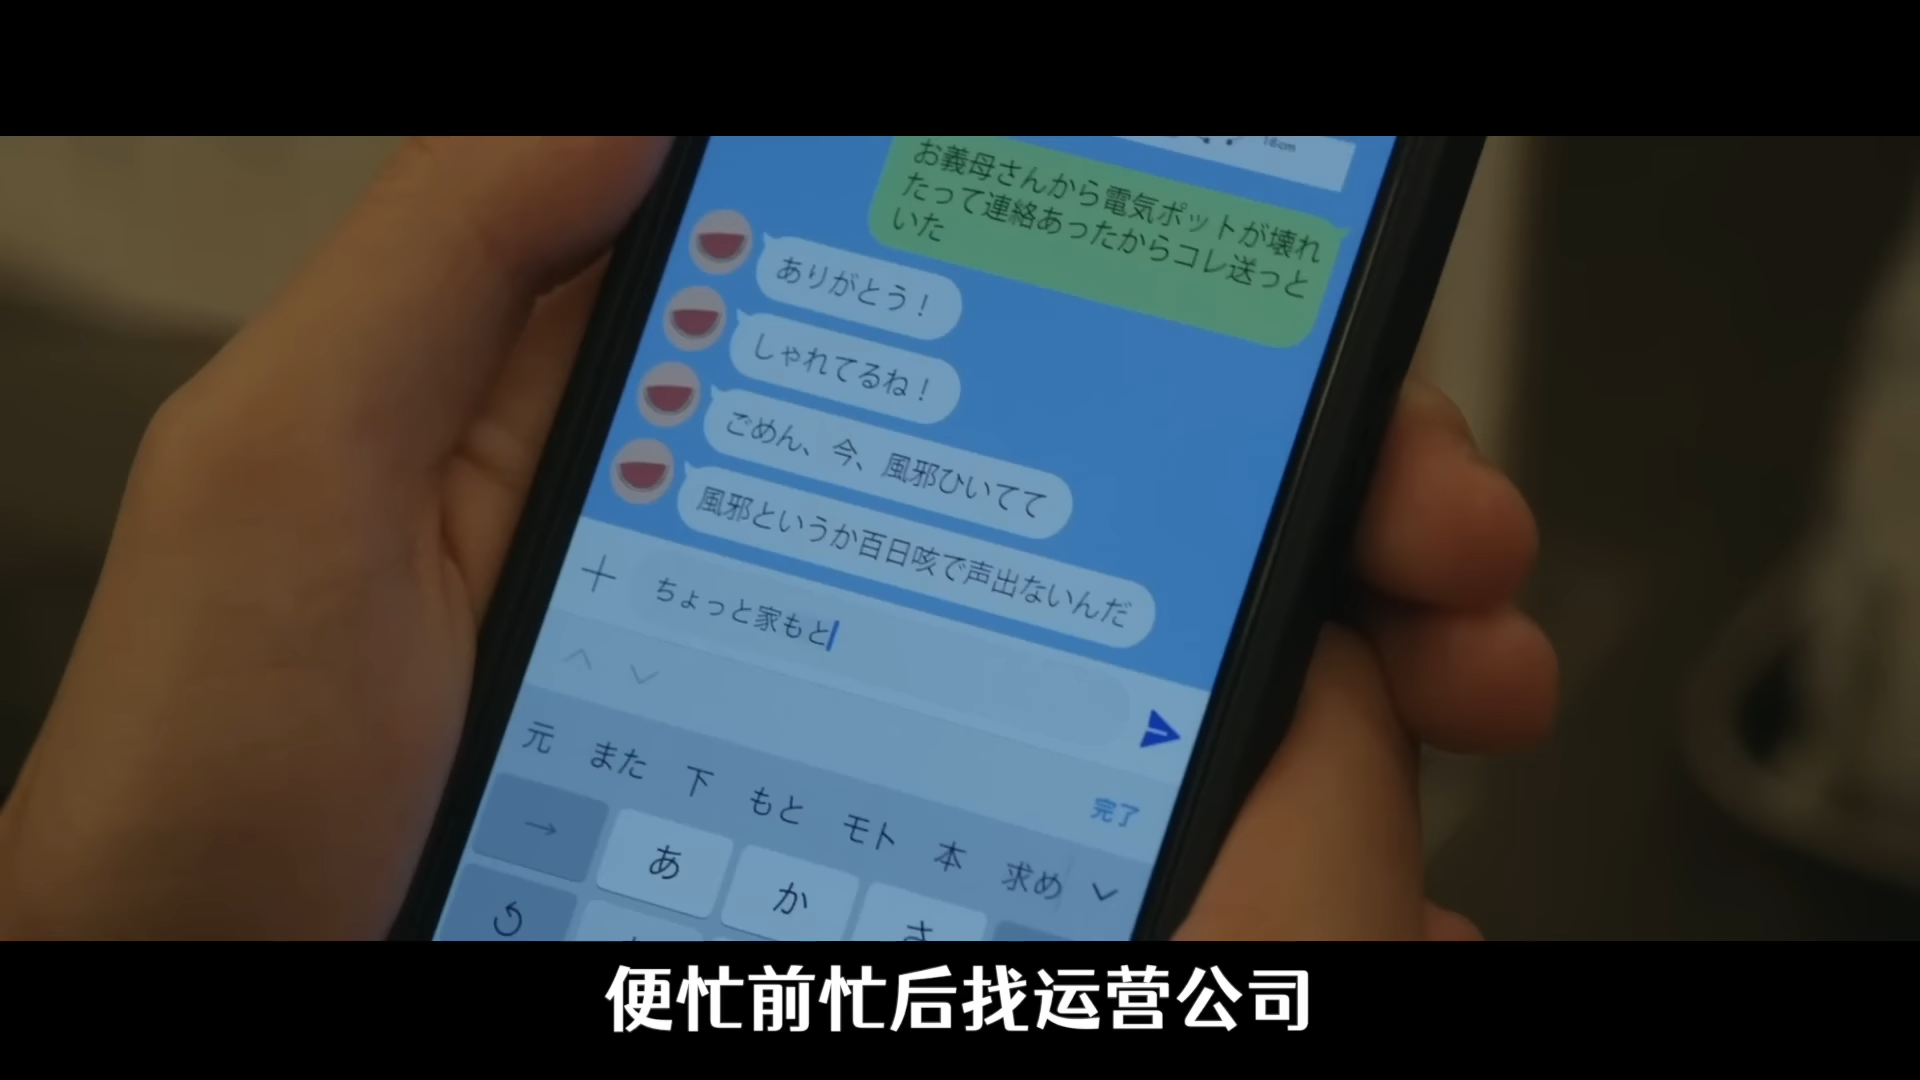 16cm
お義母さんから電気ポットが壊れ
たって連絡あったからコレ送っと
いた
ありがとう！
しゃれてるね！
ごめん、今、風邪ひいてて
風邪というか百日咳で声出ないんだ
ちょっと家もと
完了
元 また 下 もと モト 本 求め
→ あ か さ
便忙前忙后找运营公司